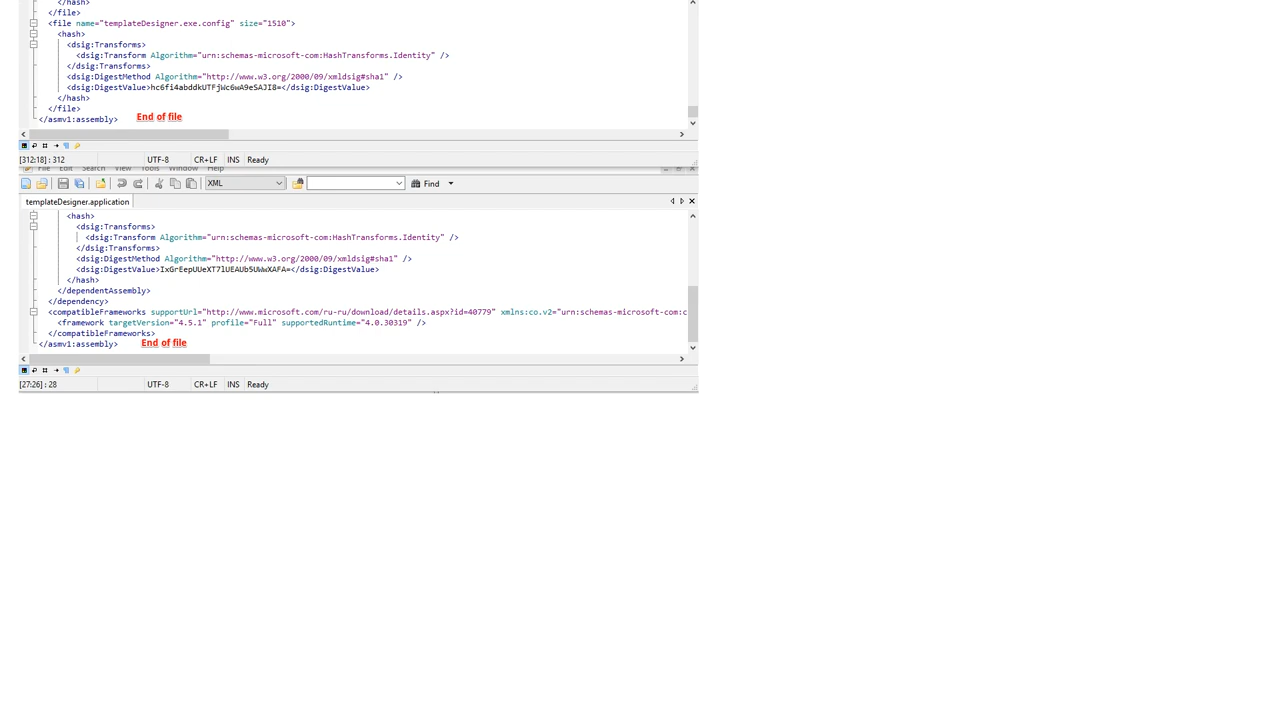 </hash>
</file>
<file name="templateDesigner.exe.config" size="1510">
<hash>
<dsig:Transforms>
<dsig:Transform Algorithm="urn:schemas-microsoft-com:HashTransforms.Identity" />
</dsig:Transforms>
<dsig:DigestMethod Algorithm="http://www.w3.org/2000/09/xmldsig#sha1" />
<dsig:DigestValue>hc6fi4abddkUTFjWc6wA9eSAJI8=</dsig:DigestValue>
</hash>
</file>
</asmv1:assembly> End of file
[312:18] : 312 UTF-8 CR+LF INS Ready
File Edit Search View Tools Window Help
XML Find
templateDesigner.application
<hash>
<dsig:Transforms>
<dsig:Transform Algorithm="urn:schemas-microsoft-com:HashTransforms.Identity" />
</dsig:Transforms>
<dsig:DigestMethod Algorithm="http://www.w3.org/2000/09/xmldsig#sha1" />
<dsig:DigestValue>IxGrEepUUeXT7lUEAUb5UWwXAFA=</dsig:DigestValue>
</hash>
</dependentAssembly>
</dependency>
<compatibleFrameworks supportUrl="http://www.microsoft.com/ru-ru/download/details.aspx?id=40779" xmlns:co.v2="urn:schemas-microsoft-com:c
<framework targetVersion="4.5.1" profile="Full" supportedRuntime="4.0.30319" />
</compatibleFrameworks>
</asmv1:assembly> End of file
[27:26] : 28 UTF-8 CR+LF INS Ready